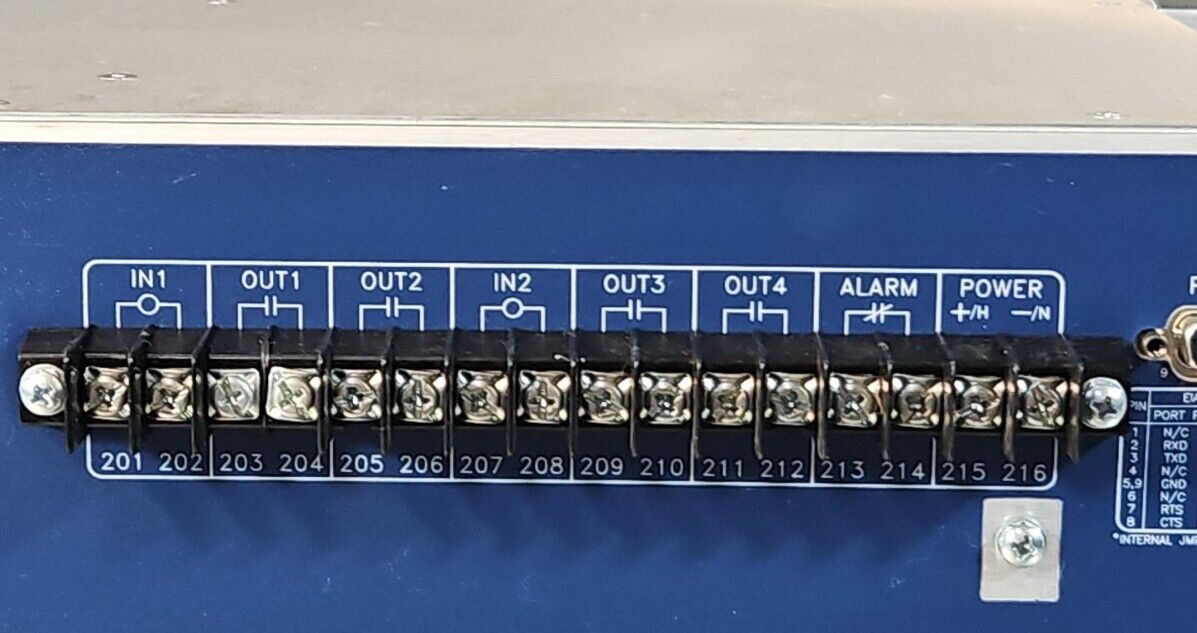 IN1 OUT1 OUT2 IN2 OUT3 OUT4 ALARM POWER
+/H −/N
201 202 203 204 205 206 207 208 209 210 211 212 213 214 215 216
9
PIN
PORT
1 N/C
2 RXD
3 TXD
4 N/C
5,9 GND
6 N/C
7 RTS
8 CTS
*INTERNAL